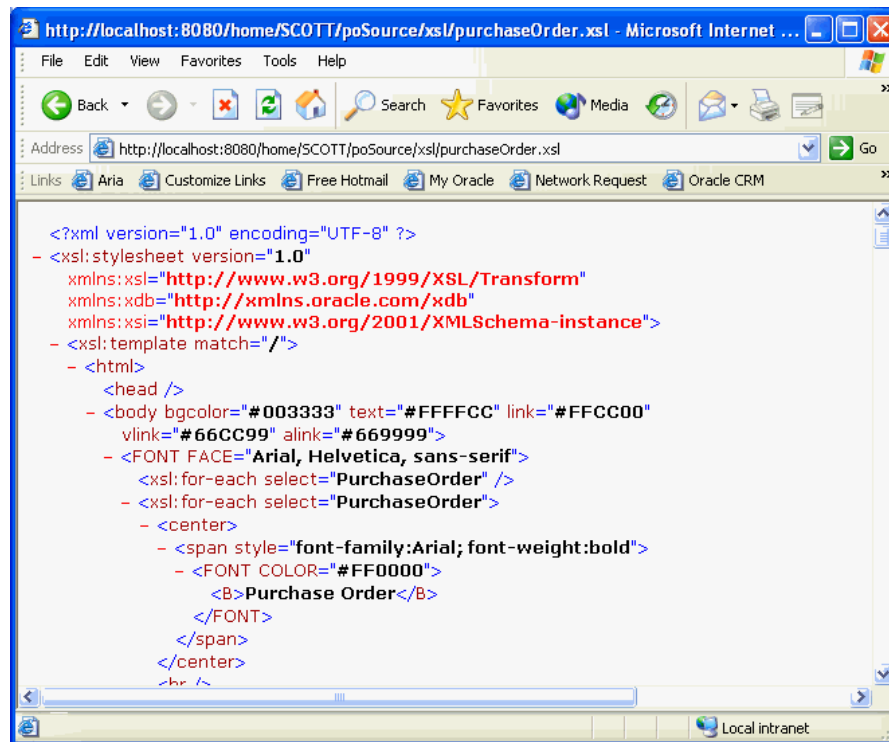 http://localhost:8080/home/SCOTT/poSource/xsl/purchaseOrder.xsl - Microsoft Internet ...
File Edit View Favorites Tools Help
Back Search Favorites Media
Address http://localhost:8080/home/SCOTT/poSource/xsl/purchaseOrder.xsl Go
Links Aria Customize Links Free Hotmail My Oracle Network Request Oracle CRM
<?xml version="1.0" encoding="UTF-8" ?>
- <xsl:stylesheet version="1.0"
xmlns:xsl="http://www.w3.org/1999/XSL/Transform"
xmlns:xdb="http://xmlns.oracle.com/xdb"
xmlns:xsi="http://www.w3.org/2001/XMLSchema-instance">
- <xsl:template match="/">
- <html>
<head />
- <body bgcolor="#003333" text="#FFFFCC" link="#FFCC00"
vlink="#66CC99" alink="#669999">
- <FONT FACE="Arial, Helvetica, sans-serif">
<xsl:for-each select="PurchaseOrder" />
- <xsl:for-each select="PurchaseOrder">
- <center>
- <span style="font-family:Arial; font-weight:bold">
- <FONT COLOR="#FF0000">
<B>Purchase Order</B>
</FONT>
</span>
</center>
<br />
Local intranet